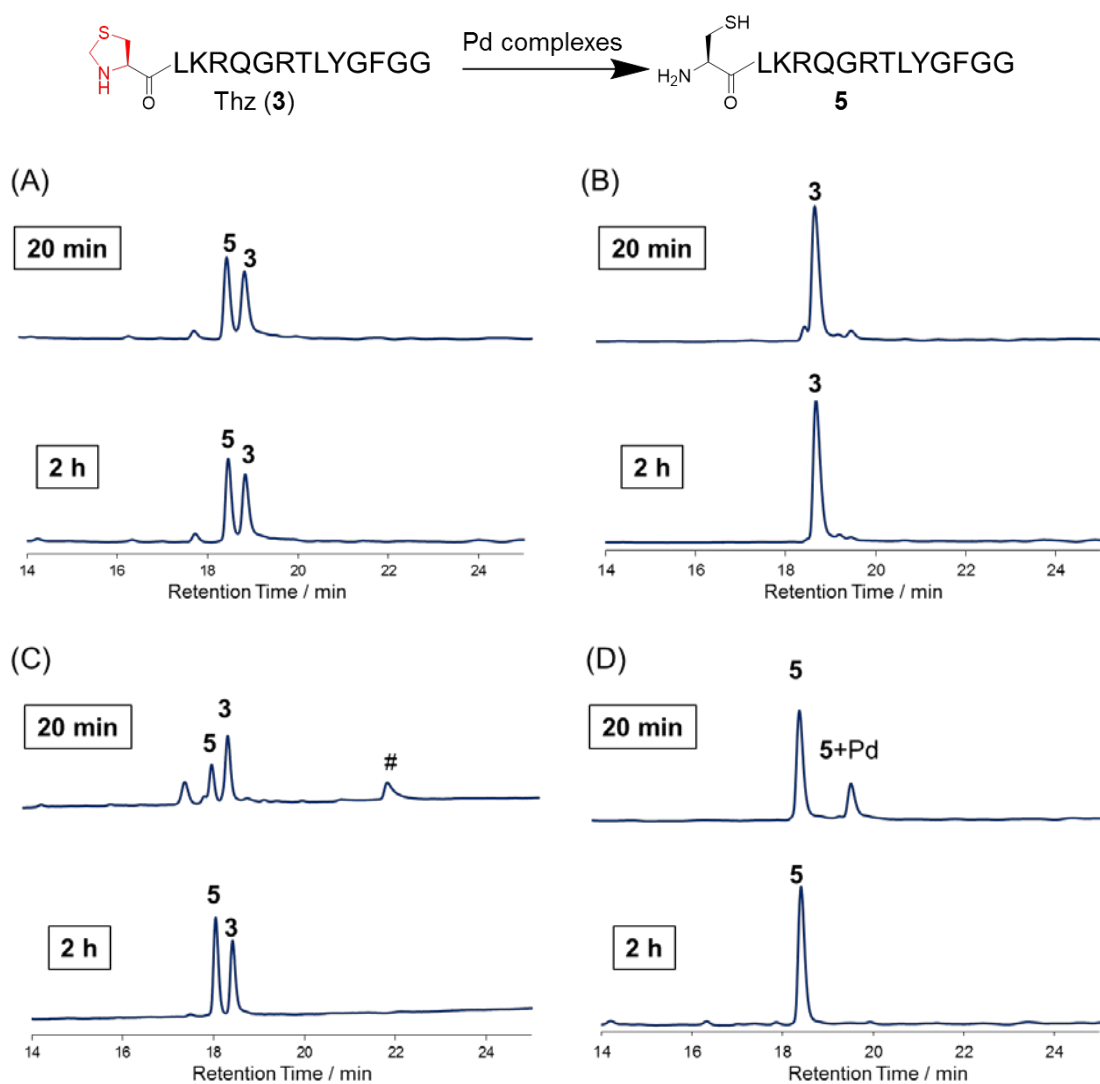 S
SH
N
H
O
LKRQGRTLYGFGG
Thz (3)
Pd complexes
H₂N
O
LKRQGRTLYGFGG
5
(A)
20 min
5
3
2 h
5
3
14 16 18 20 22 24
Retention Time / min
(B)
20 min
3
2 h
3
14 16 18 20 22 24
Retention Time / min
(C)
20 min
5
3
#
2 h
5
3
14 16 18 20 22 24
Retention Time / min
(D)
20 min
5
5+Pd
2 h
5
14 16 18 20 22 24
Retention Time / min